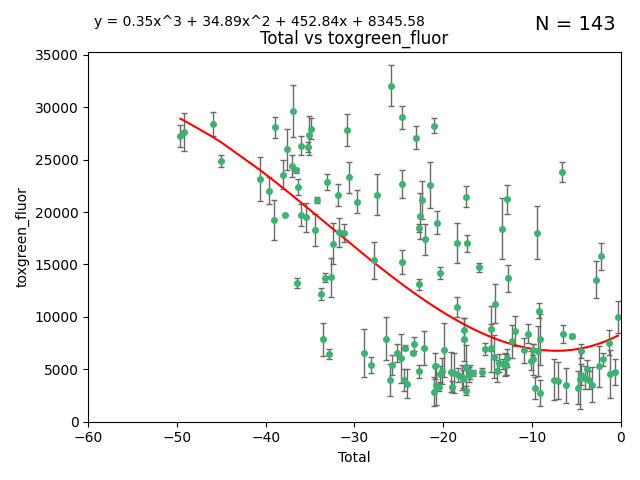 y = 0.35x^3 + 34.89x^2 + 452.84x + 8345.58
N = 143
Total vs toxgreen_fluor
35000
30000
25000
20000
15000
10000
5000
0
toxgreen_fluor
−60 −50 −40 −30 −20 −10 0
Total